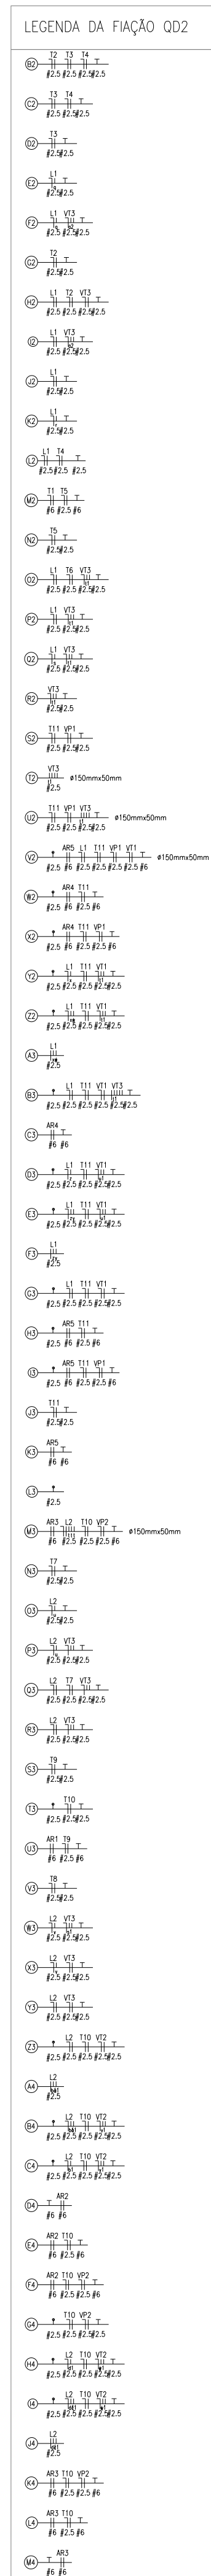 LEGENDA DA FIAÇÃO QD2
T2 T3 T4
B2
#2.5 #2.5 #2.5 #2.5
T3 T4
C2
#2.5 #2.5 #2.5
T3
D2
#2.5 #2.5
L1
E2
#2.5 #2.5
L1 VT3
F2
#2.5 #2.5 #2.5
T2
G2
#2.5 #2.5
L1 T2 VT3
H2
#2.5 #2.5 #2.5 #2.5
L1 VT3
I2
#2.5 #2.5 #2.5
L1
J2
#2.5 #2.5
L1
K2
#2.5 #2.5
L1 T4
L2
#2.5 #2.5 #2.5
T1 T5
M2
#6 #2.5 #6
T5
N2
#2.5 #2.5
L1 T6 VT3
O2
#2.5 #2.5 #2.5 #2.5
L1 VT3
P2
#2.5 #2.5 #2.5
L1 VT3
Q2
#2.5 #2.5 #2.5
VT3
R2
#2.5 #2.5
T11 VP1
S2
#2.5 #2.5 #2.5
VT3
T2 ø150mmx50mm
#2.5
T11 VP1 VT3
U2 ø150mmx50mm
#2.5 #2.5 #2.5 #2.5
AR5 L1 T11 VP1 VT1
V2 ø150mmx50mm
#2.5 #6 #2.5 #2.5 #2.5 #2.5 #6
AR4 T11
W2
#2.5 #6 #2.5 #6
AR4 T11 VP1
X2
#2.5 #6 #2.5 #2.5 #6
L1 T11 VT1
Y2
#2.5 #2.5 #2.5 #2.5 #2.5
L1 T11 VT1
Z2
#2.5 #2.5 #2.5 #2.5 #2.5
L1
A3
#2.5
L1 T11 VT1 VT3
B3
#2.5 #2.5 #2.5 #2.5 #2.5 #2.5
AR4
C3
#6 #6
L1 T11 VT1
D3
#2.5 #2.5 #2.5 #2.5 #2.5
L1 T11 VT1
E3
#2.5 #2.5 #2.5 #2.5 #2.5
L1
F3
#2.5
L1 T11 VT1
G3
#2.5 #2.5 #2.5 #2.5 #2.5
AR5 T11
H3
#2.5 #6 #2.5 #6
AR5 T11 VP1
I3
#2.5 #6 #2.5 #2.5 #6
T11
J3
#2.5 #2.5
AR5
K3
#6 #6
L3
#2.5
AR3 L2 T10 VP2
M3 ø150mmx50mm
#6 #2.5 #2.5 #2.5 #6
T7
N3
#2.5 #2.5
L2
O3
#2.5 #2.5
L2 VT3
P3
#2.5 #2.5 #2.5
L2 T7 VT3
Q3
#2.5 #2.5 #2.5 #2.5
L2 VT3
R3
#2.5 #2.5 #2.5
T9
S3
#2.5 #2.5
T10
T3
#2.5 #2.5 #2.5
AR1 T9
U3
#6 #2.5 #6
T8
V3
#2.5 #2.5
L2 VT3
W3
#2.5 #2.5 #2.5
L2 VT3
X3
#2.5 #2.5 #2.5
L2 VT3
Y3
#2.5 #2.5 #2.5
L2 T10 VT2
Z3
#2.5 #2.5 #2.5 #2.5 #2.5
L2
A4
#2.5
L2 T10 VT2
B4
#2.5 #2.5 #2.5 #2.5 #2.5
L2 T10 VT2
C4
#2.5 #2.5 #2.5 #2.5 #2.5
AR2
D4
#6 #6
AR2 T10
E4
#6 #2.5 #6
AR2 T10 VP2
F4
#6 #2.5 #2.5 #6
T10 VP2
G4
#2.5 #2.5 #2.5 #2.5
L2 T10 VT2
H4
#2.5 #2.5 #2.5 #2.5 #2.5
L2 T10 VT2
I4
#2.5 #2.5 #2.5 #2.5 #2.5
L2
J4
#2.5
AR3 T10 VP2
K4
#6 #2.5 #2.5 #6
AR3 T10
L4
#6 #2.5 #6
AR3
M4
#6 #6